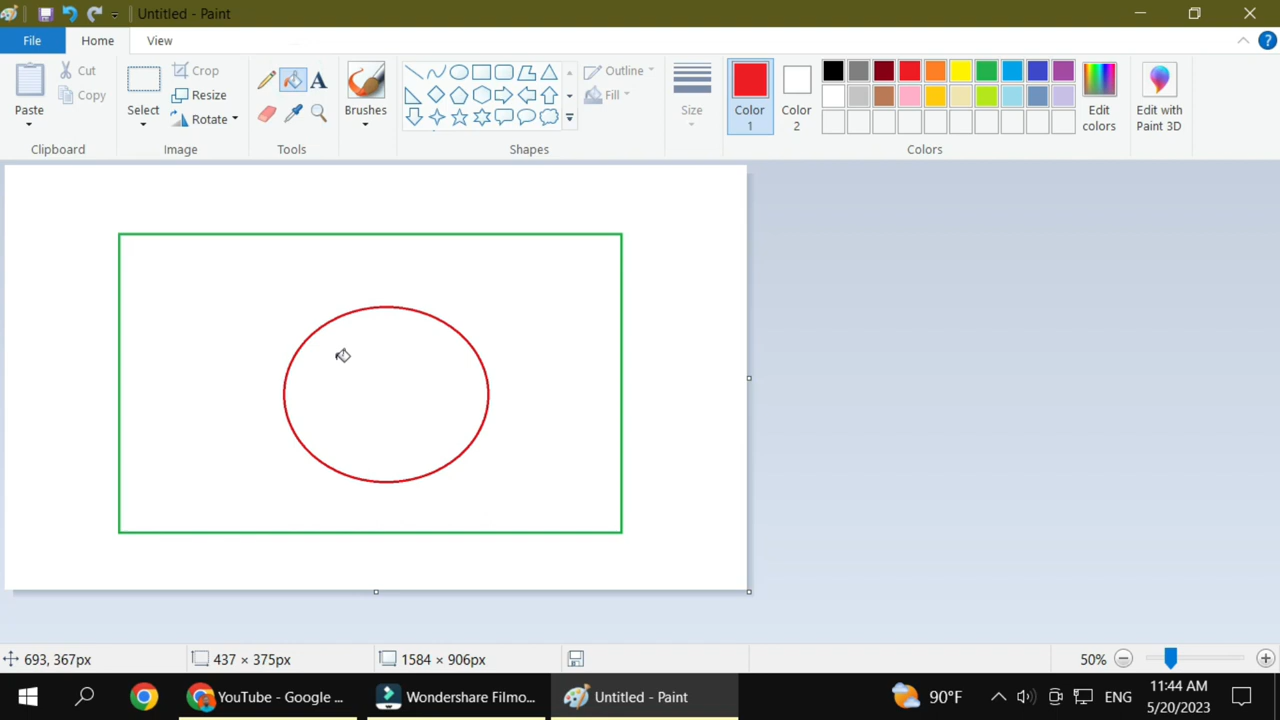 Untitled - Paint
File Home View
Paste
Cut
Copy
Clipboard
Select
Crop
Resize
Rotate
Image
A
Tools
Brushes
Outline
Fill
Shapes
Size
Color 1
Color 2
Edit colors
Colors
Edit with Paint 3D
693, 367px
437 × 375px
1584 × 906px
50%
YouTube - Google ...
Wondershare Filmo...
Untitled - Paint
90°F
ENG
11:44 AM
5/20/2023